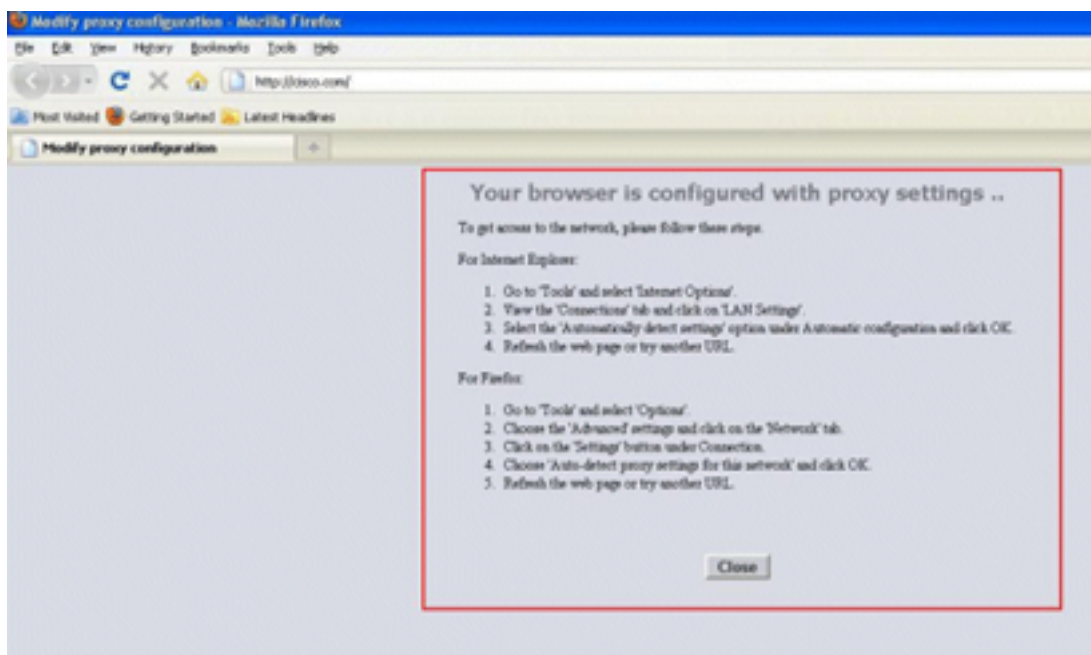 Modify proxy configuration - Mozilla Firefox
File Edit View History Bookmarks Tools Help
http://cisco.com/
Most Visited Getting Started Latest Headlines
Modify proxy configuration
Your browser is configured with proxy settings ..
To get access to the network, please follow these steps.
For Internet Explorer:
1. Go to 'Tools' and select 'Internet Options'.
2. View the 'Connections' tab and click on 'LAN Settings'.
3. Select the 'Automatically detect settings' option under Automatic configuration and click OK.
4. Refresh the web page or try another URL.
For Firefox:
1. Go to 'Tools' and select 'Options'.
2. Choose the 'Advanced' settings and click on the 'Network' tab.
3. Click on the 'Settings' button under Connection.
4. Choose 'Auto-detect proxy settings for this network' and click OK.
5. Refresh the web page or try another URL.
Close